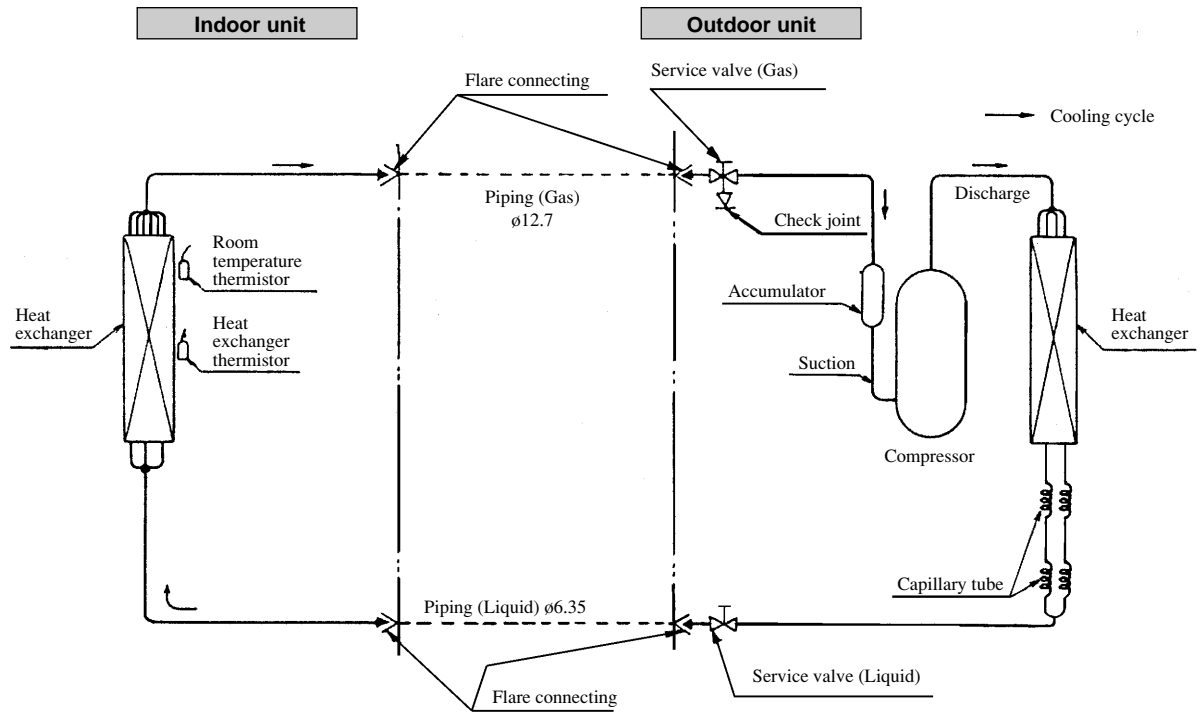 Indoor unit
Outdoor unit
Flare connecting
Service valve (Gas)
Cooling cycle
Piping (Gas)
ø12.7
Check joint
Discharge
Room
temperature
thermistor
Heat
exchanger
Heat
exchanger
thermistor
Accumulator
Suction
Compressor
Heat
exchanger
Capillary tube
Piping (Liquid) ø6.35
Flare connecting
Service valve (Liquid)